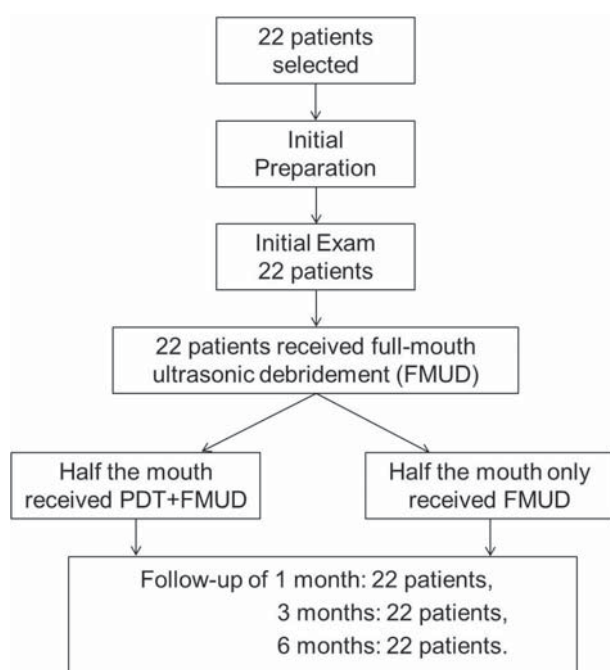 22 patients
selected
Initial
Preparation
Initial Exam
22 patients
22 patients received full-mouth
ultrasonic debridement (FMUD)
Half the mouth
received PDT+FMUD
Half the mouth only
received FMUD
Follow-up of 1 month: 22 patients,
3 months: 22 patients,
6 months: 22 patients.